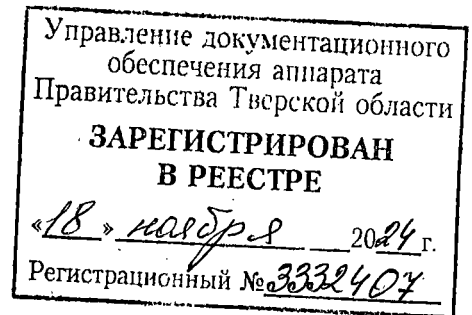 Управление документационного
обеспечения аппарата
Правительства Тверской области
ЗАРЕГИСТРИРОВАН
В РЕЕСТРЕ
«18» ноября 2024 г.
Регистрационный №3332407